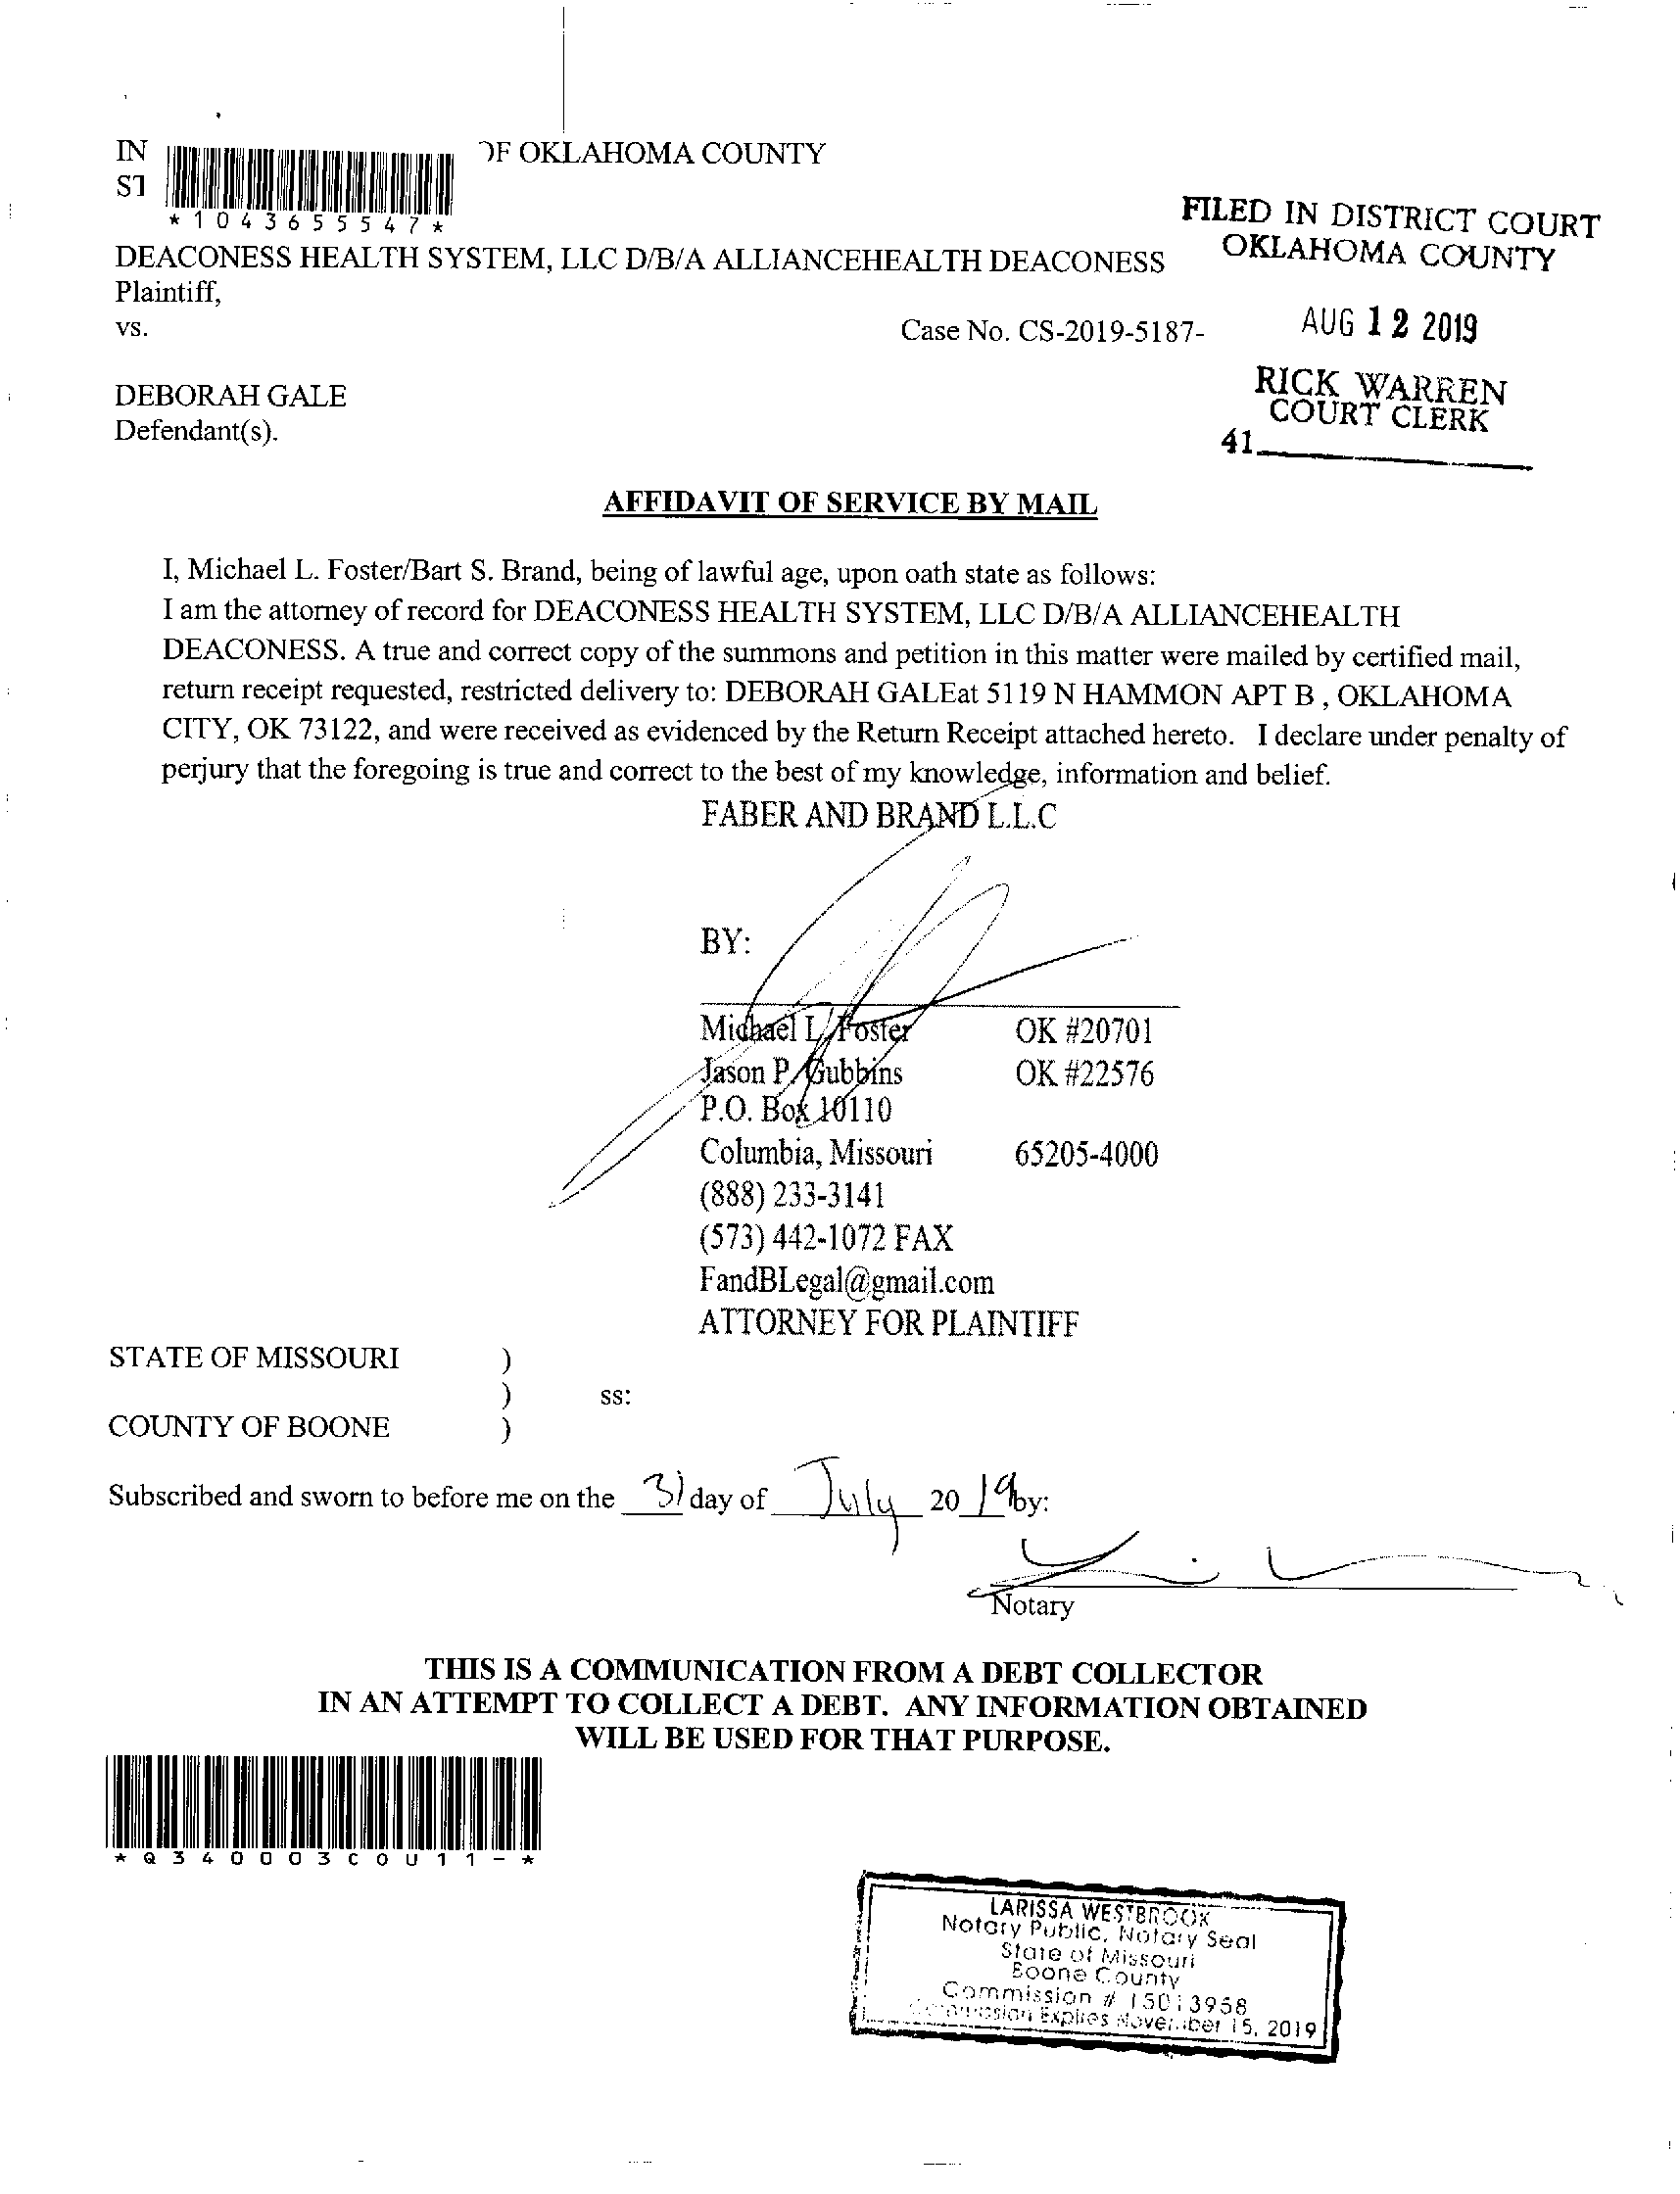 IN )F OKLAHOMA COUNTY
ST
*1043655547*
FILED IN DISTRICT COURT
OKLAHOMA COUNTY
DEACONESS HEALTH SYSTEM, LLC D/B/A ALLIANCEHEALTH DEACONESS
Plaintiff,
vs.
Case No. CS-2019-5187-
AUG 12 2019
RICK WARREN
COURT CLERK
41
DEBORAH GALE
Defendant(s).
AFFIDAVIT OF SERVICE BY MAIL
I, Michael L. Foster/Bart S. Brand, being of lawful age, upon oath state as follows:
I am the attorney of record for DEACONESS HEALTH SYSTEM, LLC D/B/A ALLIANCEHEALTH
DEACONESS. A true and correct copy of the summons and petition in this matter were mailed by certified mail,
return receipt requested, restricted delivery to: DEBORAH GALEat 5119 N HAMMON APT B , OKLAHOMA
CITY, OK 73122, and were received as evidenced by the Return Receipt attached hereto. I declare under penalty of
perjury that the foregoing is true and correct to the best of my knowledge, information and belief.
FABER AND BRAND L.L.C
BY:
Michael L. Foster OK #20701
Jason P. Gubbins OK #22576
P.O. Box 10110
Columbia, Missouri 65205-4000
(888) 233-3141
(573) 442-1072 FAX
FandBLegal@gmail.com
ATTORNEY FOR PLAINTIFF
STATE OF MISSOURI )
) ss:
COUNTY OF BOONE )
Subscribed and sworn to before me on the 31 day of July 2019 by:
Notary
THIS IS A COMMUNICATION FROM A DEBT COLLECTOR
IN AN ATTEMPT TO COLLECT A DEBT. ANY INFORMATION OBTAINED
WILL BE USED FOR THAT PURPOSE.
*Q340003COU11-*
LARISSA WESTBROOK
Notary Public, Notary Seal
State of Missouri
Boone County
Commission # 15013958
Commission Expires November 15, 2019